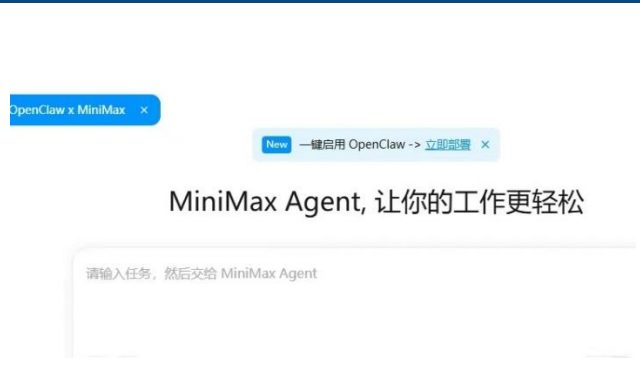 OpenClaw x MiniMax ×
New 一键启用 OpenClaw -> 立即部署 ×
MiniMax Agent, 让你的工作更轻松
请输入任务，然后交给 MiniMax Agent